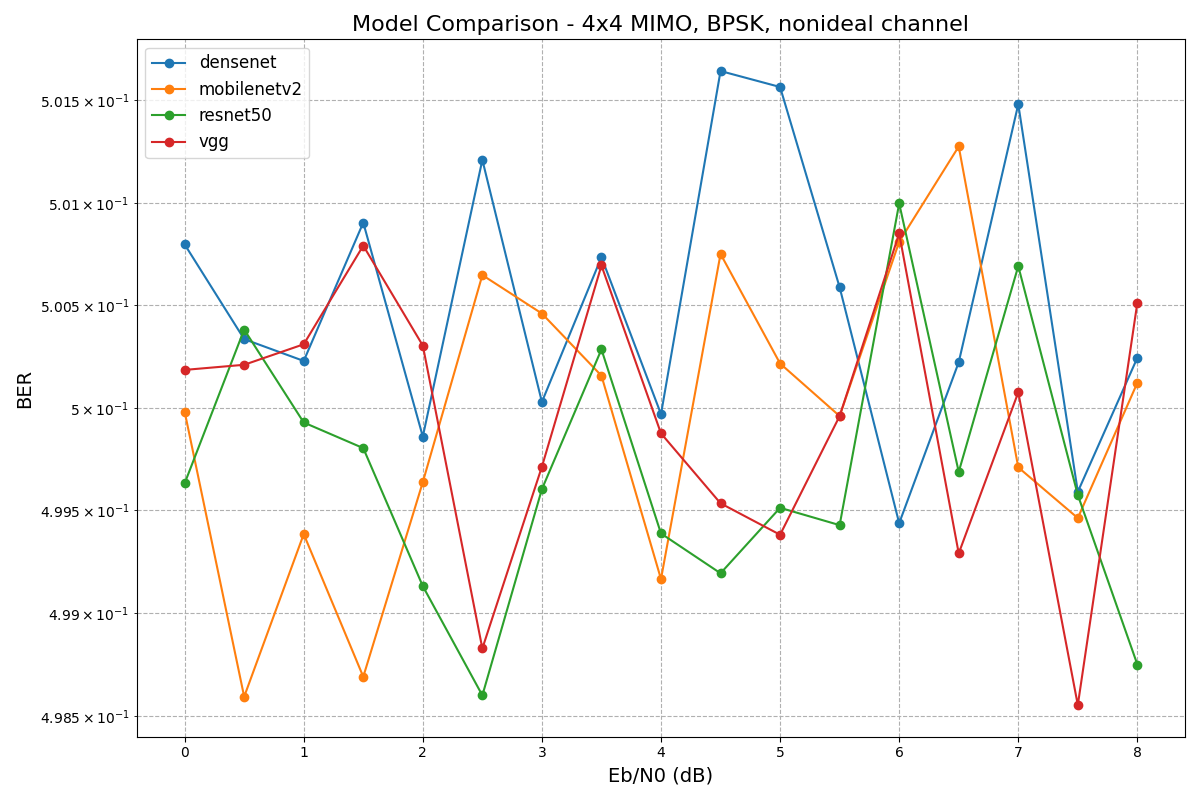 Model Comparison - 4x4 MIMO, BPSK, nonideal channel
densenet
mobilenetv2
resnet50
vgg
5.015 × 10⁻¹
5.01 × 10⁻¹
5.005 × 10⁻¹
5 × 10⁻¹
4.995 × 10⁻¹
4.99 × 10⁻¹
4.985 × 10⁻¹
BER
0 1 2 3 4 5 6 7 8
Eb/N0 (dB)